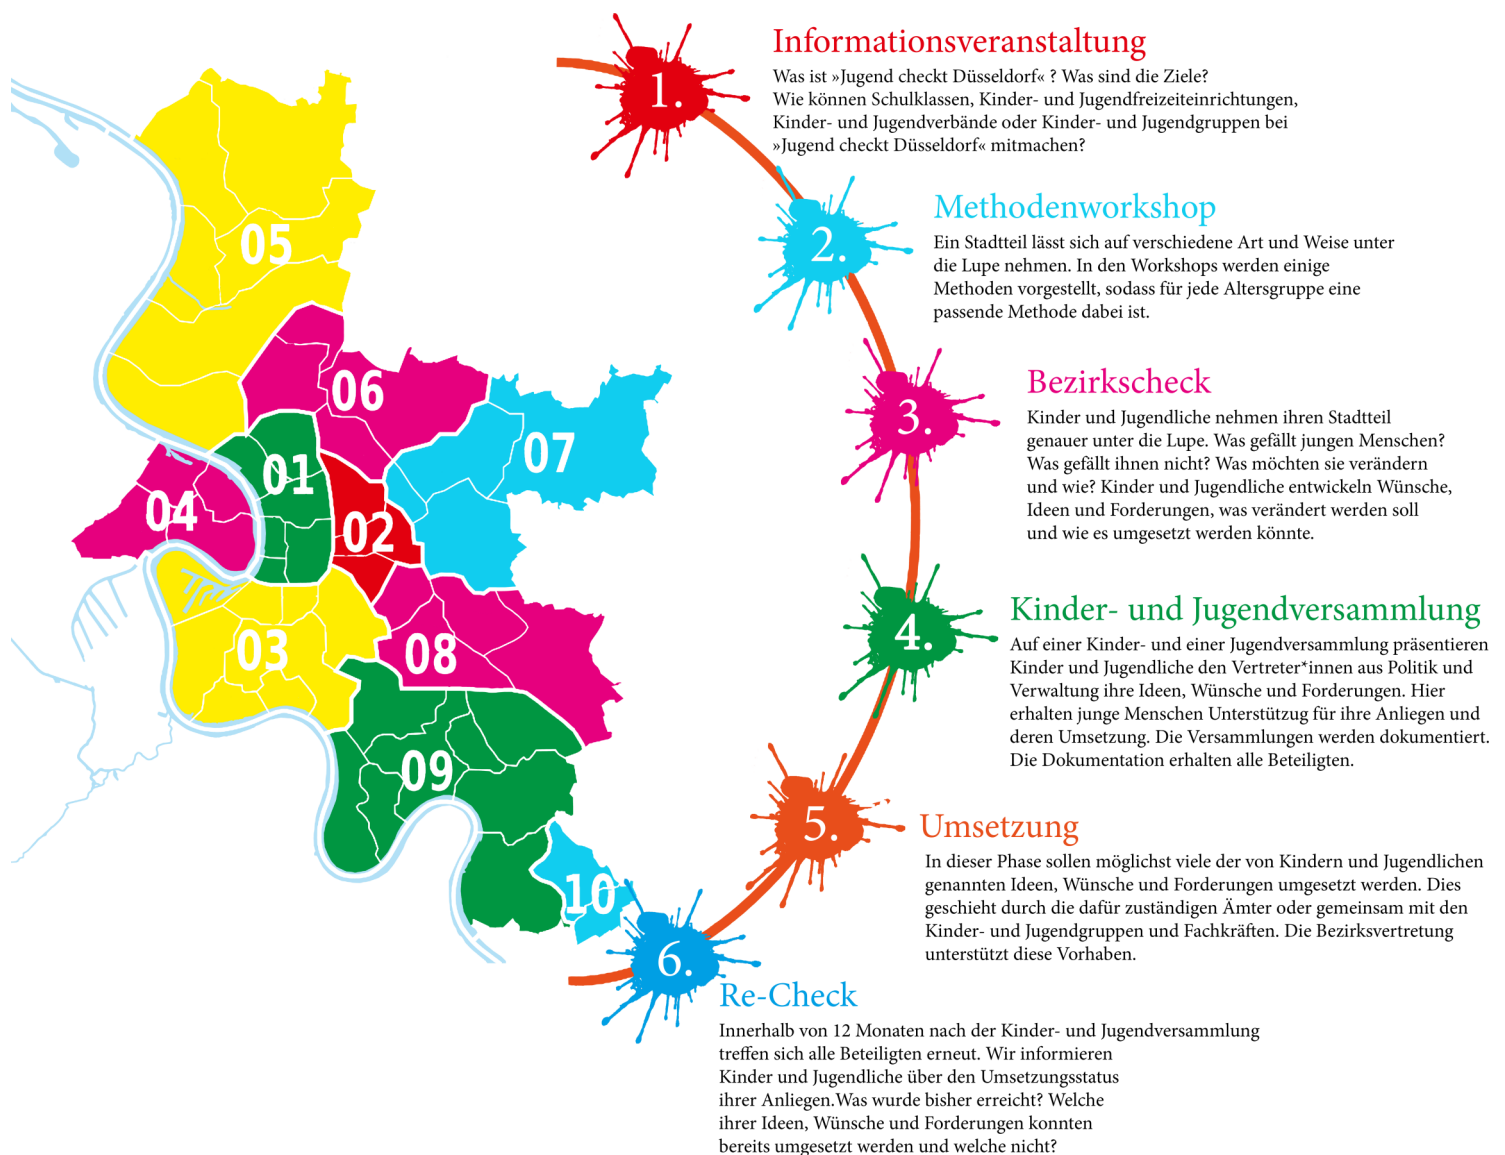 05
06
07
01
04
02
03
08
09
10
1.
Informationsveranstaltung
Was ist »Jugend checkt Düsseldorf« ? Was sind die Ziele?
Wie können Schulklassen, Kinder- und Jugendfreizeiteinrichtungen,
Kinder- und Jugendverbände oder Kinder- und Jugendgruppen bei
»Jugend checkt Düsseldorf« mitmachen?
2.
Methodenworkshop
Ein Stadtteil lässt sich auf verschiedene Art und Weise unter
die Lupe nehmen. In den Workshops werden einige
Methoden vorgestellt, sodass für jede Altersgruppe eine
passende Methode dabei ist.
3.
Bezirkscheck
Kinder und Jugendliche nehmen ihren Stadtteil
genauer unter die Lupe. Was gefällt jungen Menschen?
Was gefällt ihnen nicht? Was möchten sie verändern
und wie? Kinder und Jugendliche entwickeln Wünsche,
Ideen und Forderungen, was verändert werden soll
und wie es umgesetzt werden könnte.
4.
Kinder- und Jugendversammlung
Auf einer Kinder- und einer Jugendversammlung präsentieren
Kinder und Jugendliche den Vertreter*innen aus Politik und
Verwaltung ihre Ideen, Wünsche und Forderungen. Hier
erhalten junge Menschen Unterstützug für ihre Anliegen und
deren Umsetzung. Die Versammlungen werden dokumentiert.
Die Dokumentation erhalten alle Beteiligten.
5.
Umsetzung
In dieser Phase sollen möglichst viele der von Kindern und Jugendlichen
genannten Ideen, Wünsche und Forderungen umgesetzt werden. Dies
geschieht durch die dafür zuständigen Ämter oder gemeinsam mit den
Kinder- und Jugendgruppen und Fachkräften. Die Bezirksvertretung
unterstützt diese Vorhaben.
6.
Re-Check
Innerhalb von 12 Monaten nach der Kinder- und Jugendversammlung
treffen sich alle Beteiligten erneut. Wir informieren
Kinder und Jugendliche über den Umsetzungsstatus
ihrer Anliegen.Was wurde bisher erreicht? Welche
ihrer Ideen, Wünsche und Forderungen konnten
bereits umgesetzt werden und welche nicht?